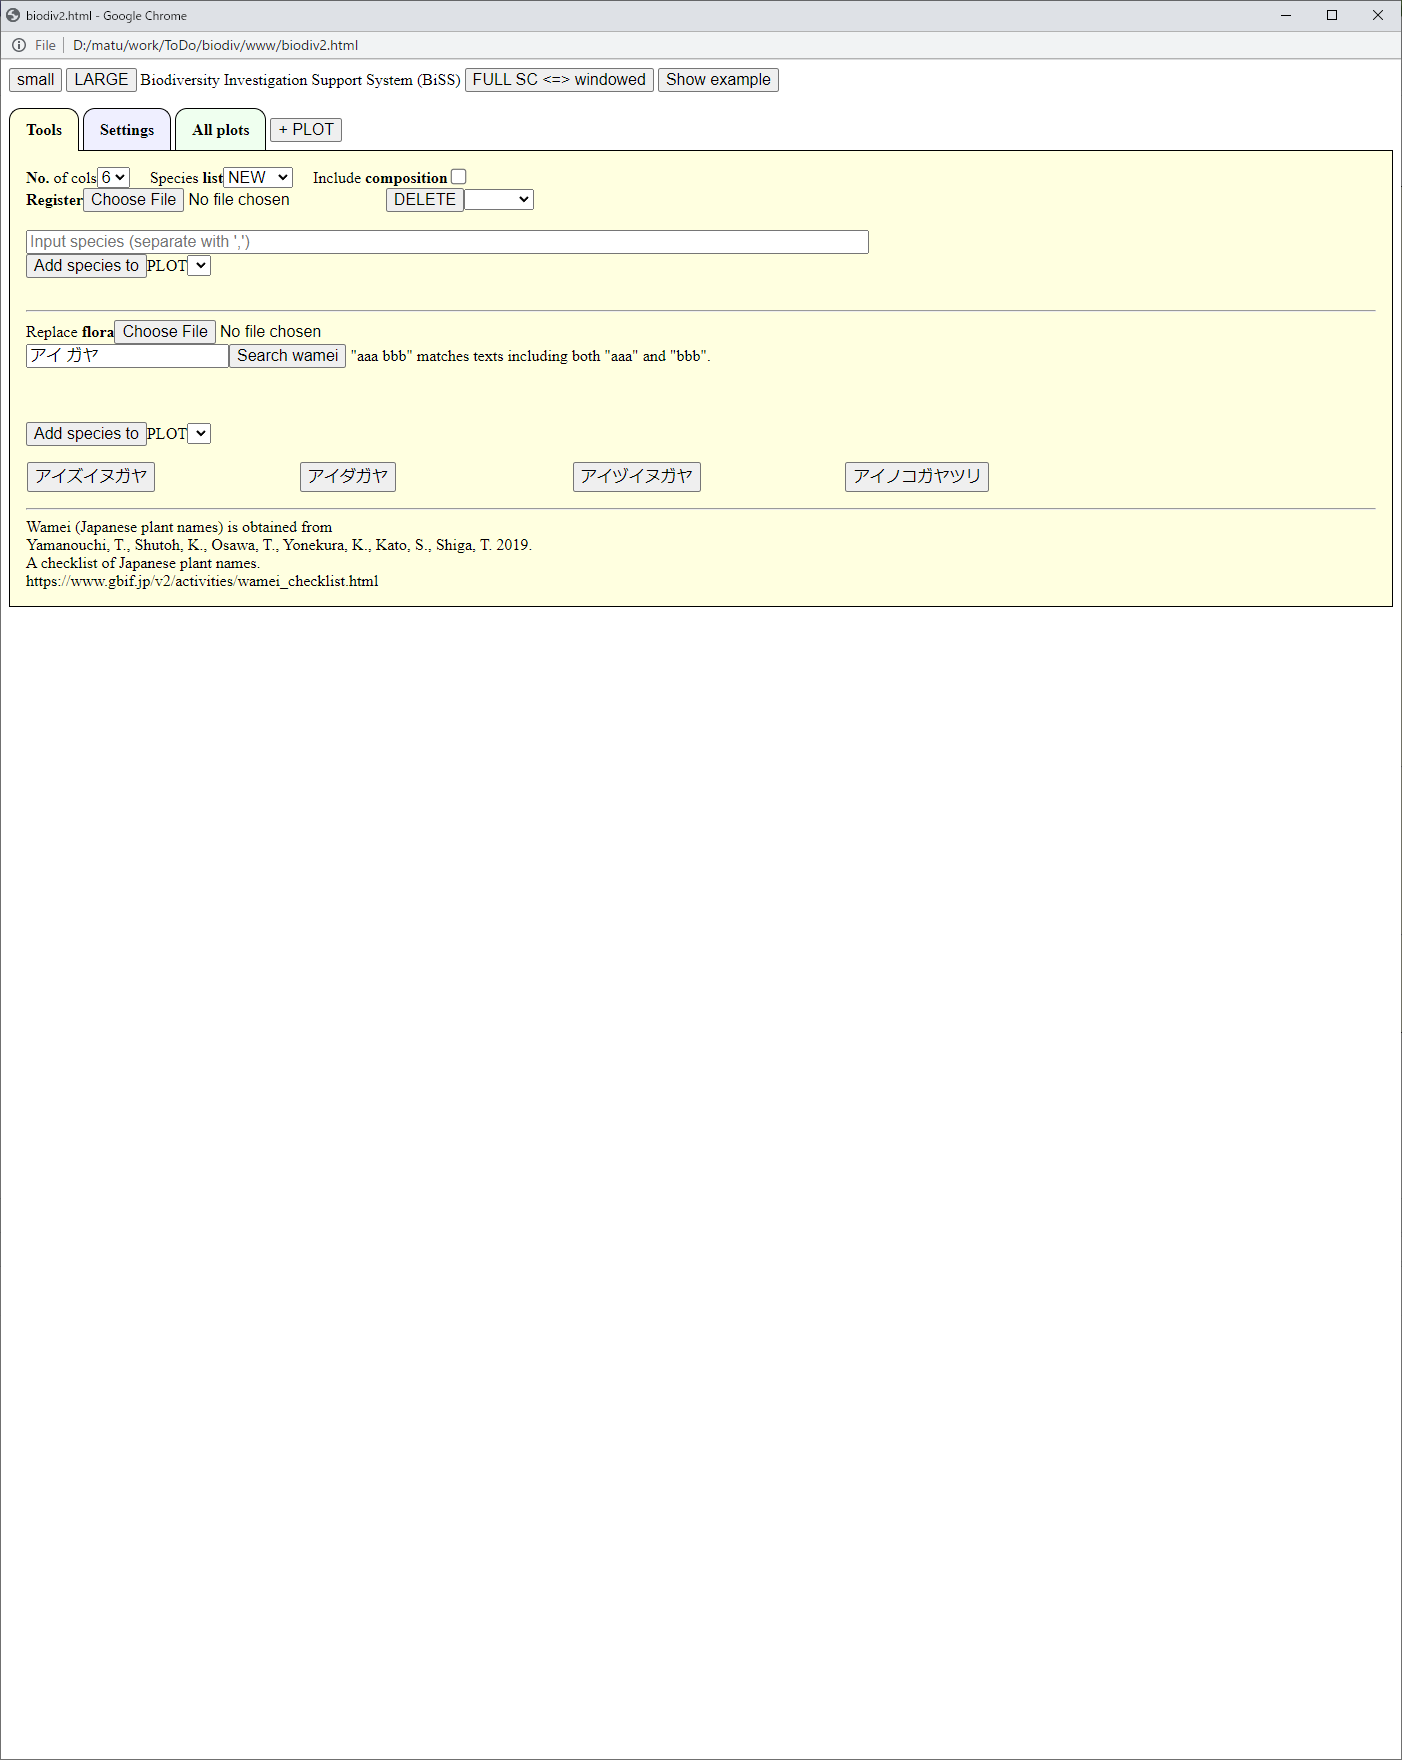 biodiv2.html - Google Chrome
File D:/matu/work/ToDo/biodiv/www/biodiv2.html
small LARGE Biodiversity Investigation Support System (BiSS) FULL SC <=> windowed Show example
Tools Settings All plots + PLOT
No. of cols 6 Species list NEW Include composition
Register Choose File No file chosen DELETE
Input species (separate with ',')
Add species to PLOT
Replace flora Choose File No file chosen
アイ ガヤ Search wamei "aaa bbb" matches texts including both "aaa" and "bbb".
Add species to PLOT
アイズイヌガヤ アイダガヤ アイヅイヌガヤ アイノコガヤツリ
Wamei (Japanese plant names) is obtained from
Yamanouchi, T., Shutoh, K., Osawa, T., Yonekura, K., Kato, S., Shiga, T. 2019.
A checklist of Japanese plant names.
https://www.gbif.jp/v2/activities/wamei_checklist.html